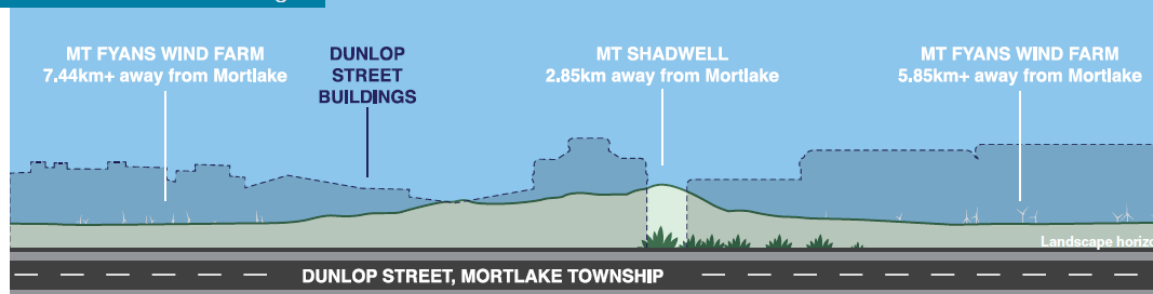 MT FYANS WIND FARM
7.44km+ away from Mortlake
DUNLOP
STREET
BUILDINGS
MT SHADWELL
2.85km away from Mortlake
MT FYANS WIND FARM
5.85km+ away from Mortlake
Landscape
DUNLOP STREET, MORTLAKE TOWNSHIP